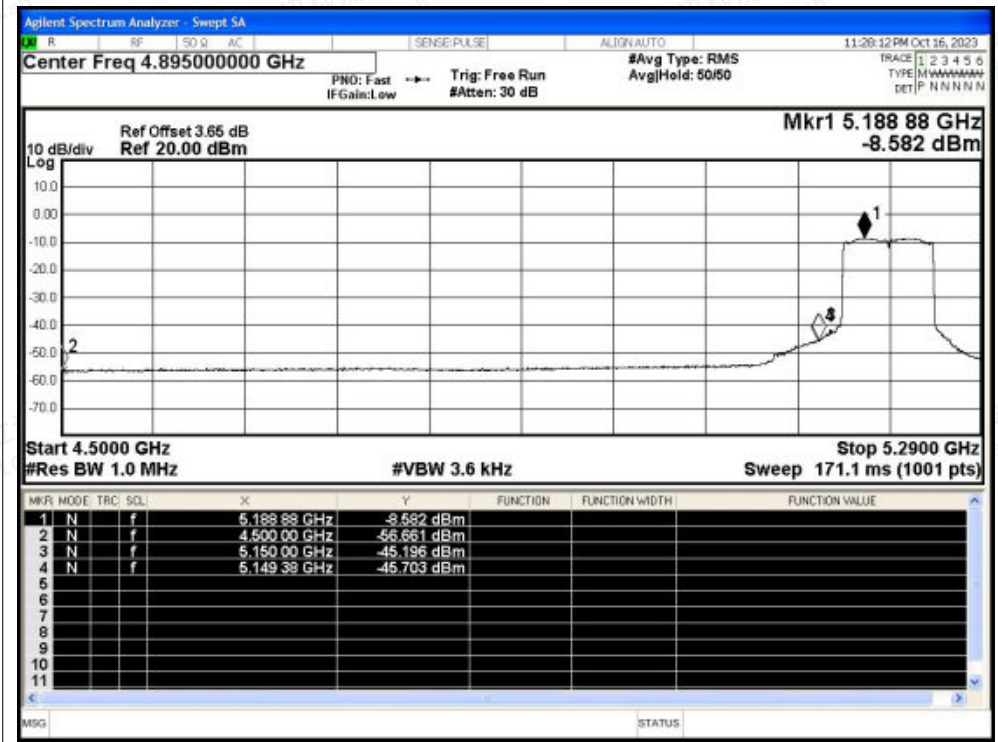 Agilent Spectrum Analyzer - Swept SA
LXI R RF 50 Ω AC SENSE:PULSE ALIGN AUTO 11:28:12 PM Oct 16, 2023
Center Freq 4.895000000 GHz #Avg Type: RMS TRACE 1 2 3 4 5 6
PNO: Fast Trig: Free Run Avg|Hold: 50/50 TYPE M WWWWW
IFGain:Low #Atten: 30 dB DET P N N N N N
Mkr1 5.188 88 GHz
-8.582 dBm
Ref Offset 3.65 dB
10 dB/div Ref 20.00 dBm
Log
10.0
0.00
-10.0
-20.0
-30.0
-40.0
-50.0
-60.0
-70.0
1
2
Start 4.5000 GHz Stop 5.2900 GHz
#Res BW 1.0 MHz #VBW 3.6 kHz Sweep 171.1 ms (1001 pts)
MKR MODE TRC SCL X Y FUNCTION FUNCTION WIDTH FUNCTION VALUE
1 N f 5.188 88 GHz -8.582 dBm
2 N f 4.500 00 GHz -56.661 dBm
3 N f 5.150 00 GHz -45.196 dBm
4 N f 5.149 38 GHz -45.703 dBm
5
6
7
8
9
10
11
MSG STATUS